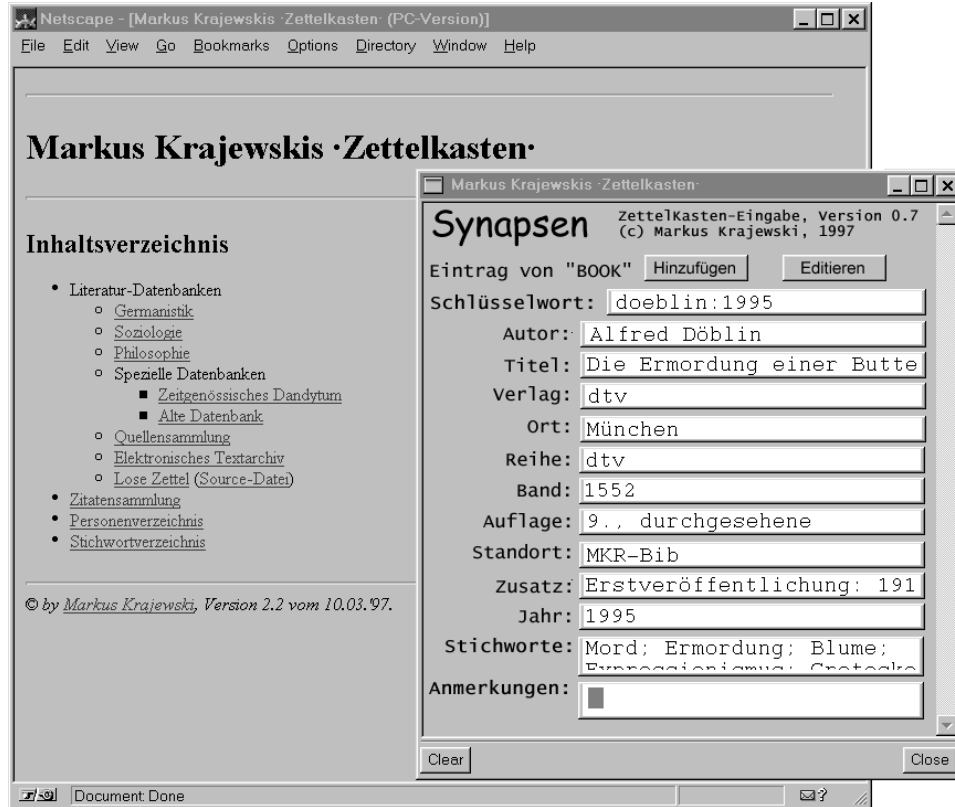 Netscape - [Markus Krajewskis ·Zettelkasten· (PC-Version)]
File Edit View Go Bookmarks Options Directory Window Help
Markus Krajewskis ·Zettelkasten·
Inhaltsverzeichnis
Literatur-Datenbanken
Germanistik
Soziologie
Philosophie
Spezielle Datenbanken
Zeitgenössisches Dandytum
Alte Datenbank
Quellensammlung
Elektronisches Textarchiv
Lose Zettel (Source-Datei)
Zitatensammlung
Personenverzeichnis
Stichwortverzeichnis
© by Markus Krajewski, Version 2.2 vom 10.03.'97.
Document: Done
Markus Krajewskis ·Zettelkasten·
Synapsen
ZettelKasten-Eingabe, Version 0.7
(c) Markus Krajewski, 1997
Eintrag von "BOOK" Hinzufügen Editieren
Schlüsselwort: doeblin:1995
Autor: Alfred Döblin
Titel: Die Ermordung einer Butte
Verlag: dtv
Ort: München
Reihe: dtv
Band: 1552
Auflage: 9., durchgesehene
Standort: MKR-Bib
Zusatz: Erstveröffentlichung: 191
Jahr: 1995
Stichworte: Mord; Ermordung; Blume;
Anmerkungen:
Clear Close